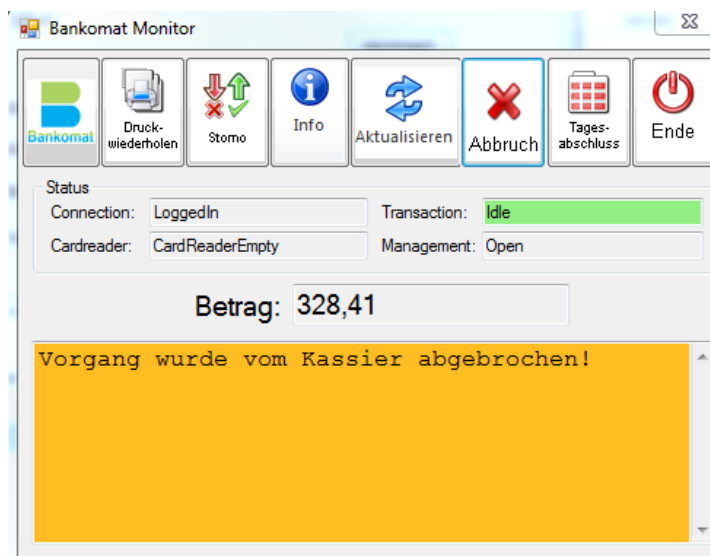 Bankomat Monitor
Bankomat
Druck-
wiederholen
Storno
Info
Aktualisieren
Abbruch
Tages-
abschluss
Ende
Status
Connection: LoggedIn Transaction: Idle
Cardreader: CardReaderEmpty Management: Open
Betrag: 328,41
Vorgang wurde vom Kassier abgebrochen!